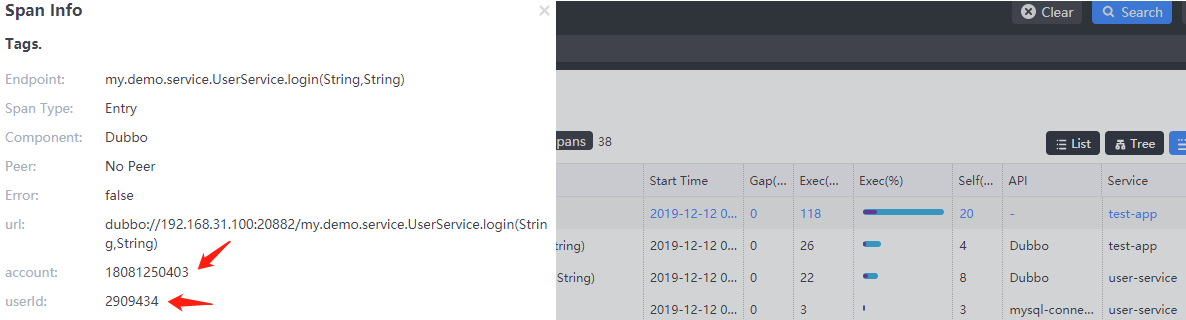 Span Info
Tags.
Endpoint: my.demo.service.UserService.login(String,String)
Span Type: Entry
Component: Dubbo
Peer: No Peer
Error: false
url: dubbo://192.168.31.100:20882/my.demo.service.UserService.login(Strin
g,String)
account: 18081250403
userId: 2909434
Clear Search
pans 38
List Tree
Start Time Gap(... Exec(... Exec(%) Self(... API Service
2019-12-12 0... 0 118 20 - test-app
tring) 2019-12-12 0... 0 26 4 Dubbo test-app
String) 2019-12-12 0... 0 22 8 Dubbo user-service
2019-12-12 0... 0 3 3 mysql-conne... user-service